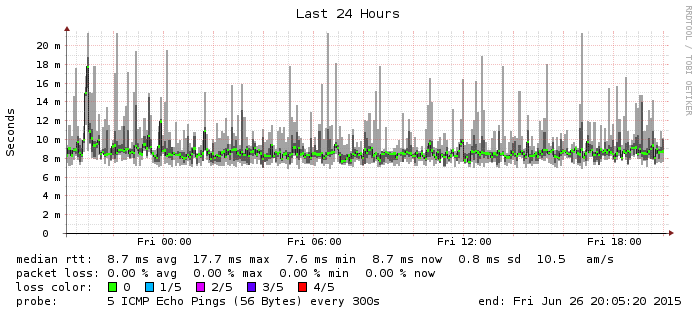 Last 24 Hours
RRDTOOL / TOBI OETIKER
Seconds
20 m
18 m
16 m
14 m
12 m
10 m
8 m
6 m
4 m
2 m
0
Fri 00:00 Fri 06:00 Fri 12:00 Fri 18:00
median rtt: 8.7 ms avg 17.7 ms max 7.6 ms min 8.7 ms now 0.8 ms sd 10.5 am/s
packet loss: 0.00 % avg 0.00 % max 0.00 % min 0.00 % now
loss color: 0 1/5 2/5 3/5 4/5
probe: 5 ICMP Echo Pings (56 Bytes) every 300s end: Fri Jun 26 20:05:20 2015